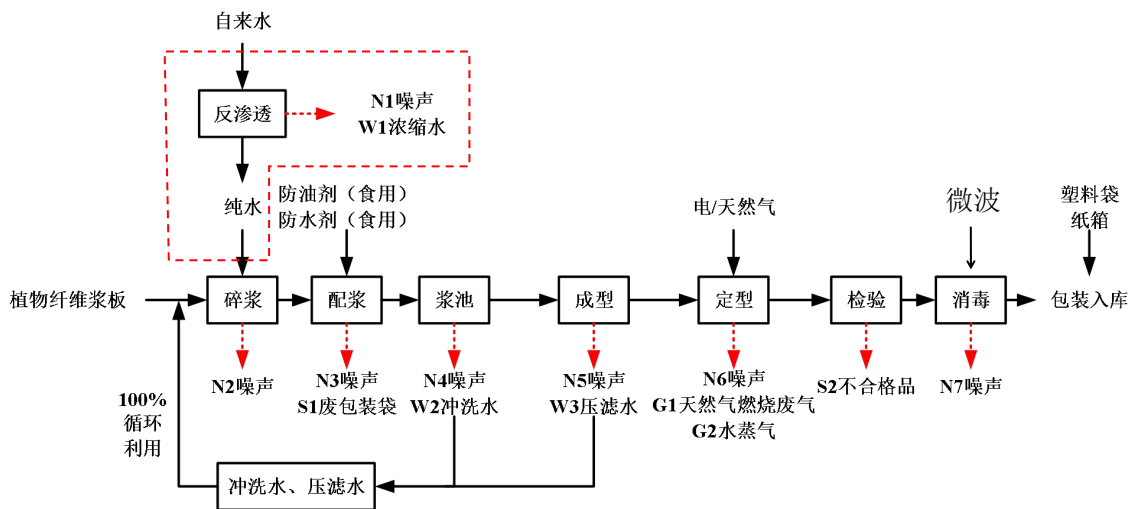 自来水
反渗透
N1噪声
W1浓缩水
纯水
防油剂（食用）
防水剂（食用）
电/天然气
微波
塑料袋
纸箱
植物纤维浆板
碎浆
配浆
浆池
成型
定型
检验
消毒
包装入库
N2噪声
N3噪声
S1废包装袋
N4噪声
W2冲洗水
N5噪声
W3压滤水
N6噪声
G1天然气燃烧废气
G2水蒸气
S2不合格品
N7噪声
100%
循环
利用
冲洗水、压滤水